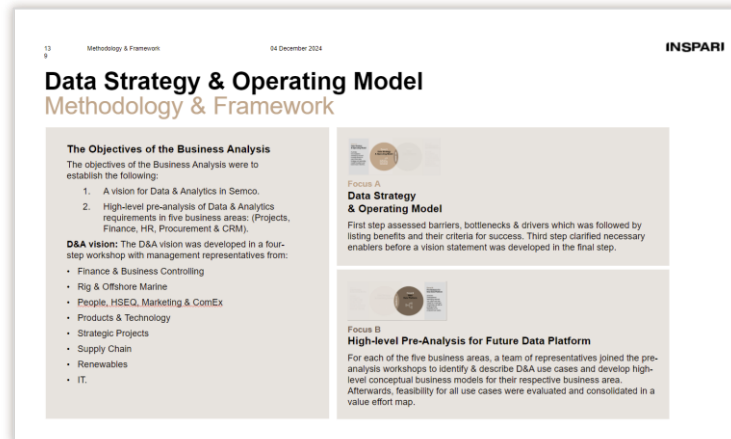 13
9
Methodology & Framework
04 December 2024
INSPARI
Data Strategy & Operating Model
Methodology & Framework
The Objectives of the Business Analysis
The objectives of the Business Analysis were to
establish the following:
1. A vision for Data & Analytics in Semco.
2. High-level pre-analysis of Data & Analytics
requirements in five business areas: (Projects,
Finance, HR, Procurement & CRM).
D&A vision: The D&A vision was developed in a four-
step workshop with management representatives from:
• Finance & Business Controlling
• Rig & Offshore Marine
• People, HSEQ, Marketing & ComEx
• Products & Technology
• Strategic Projects
• Supply Chain
• Renewables
• IT.
Focus A
Data Strategy
& Operating Model
First step assessed barriers, bottlenecks & drivers which was followed by
listing benefits and their criteria for success. Third step clarified necessary
enablers before a vision statement was developed in the final step.
Focus B
High-level Pre-Analysis for Future Data Platform
For each of the five business areas, a team of representatives joined the pre-
analysis workshops to identify & describe D&A use cases and develop high-
level conceptual business models for their respective business area.
Afterwards, feasibility for all use cases were evaluated and consolidated in a
value effort map.